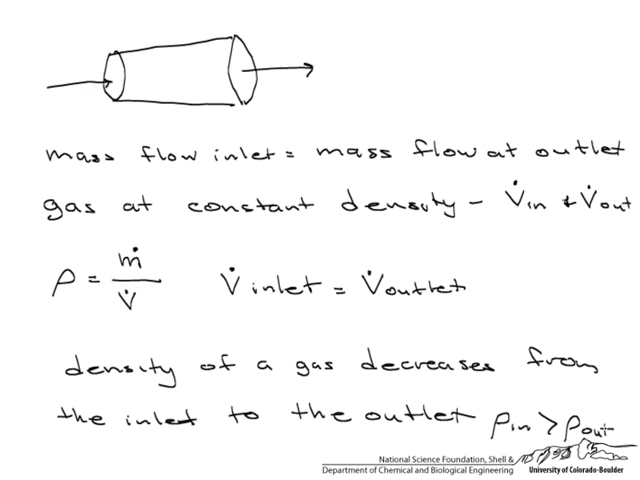 mass flow inlet = mass flow at outlet
gas at constant density - V̇in & V̇out
ρ = ṁ / V̇    V̇ inlet = V̇ outlet
density of a gas decreases from
the inlet to the outlet ρin > ρout
National Science Foundation, Shell &
Department of Chemical and Biological Engineering
University of Colorado-Boulder